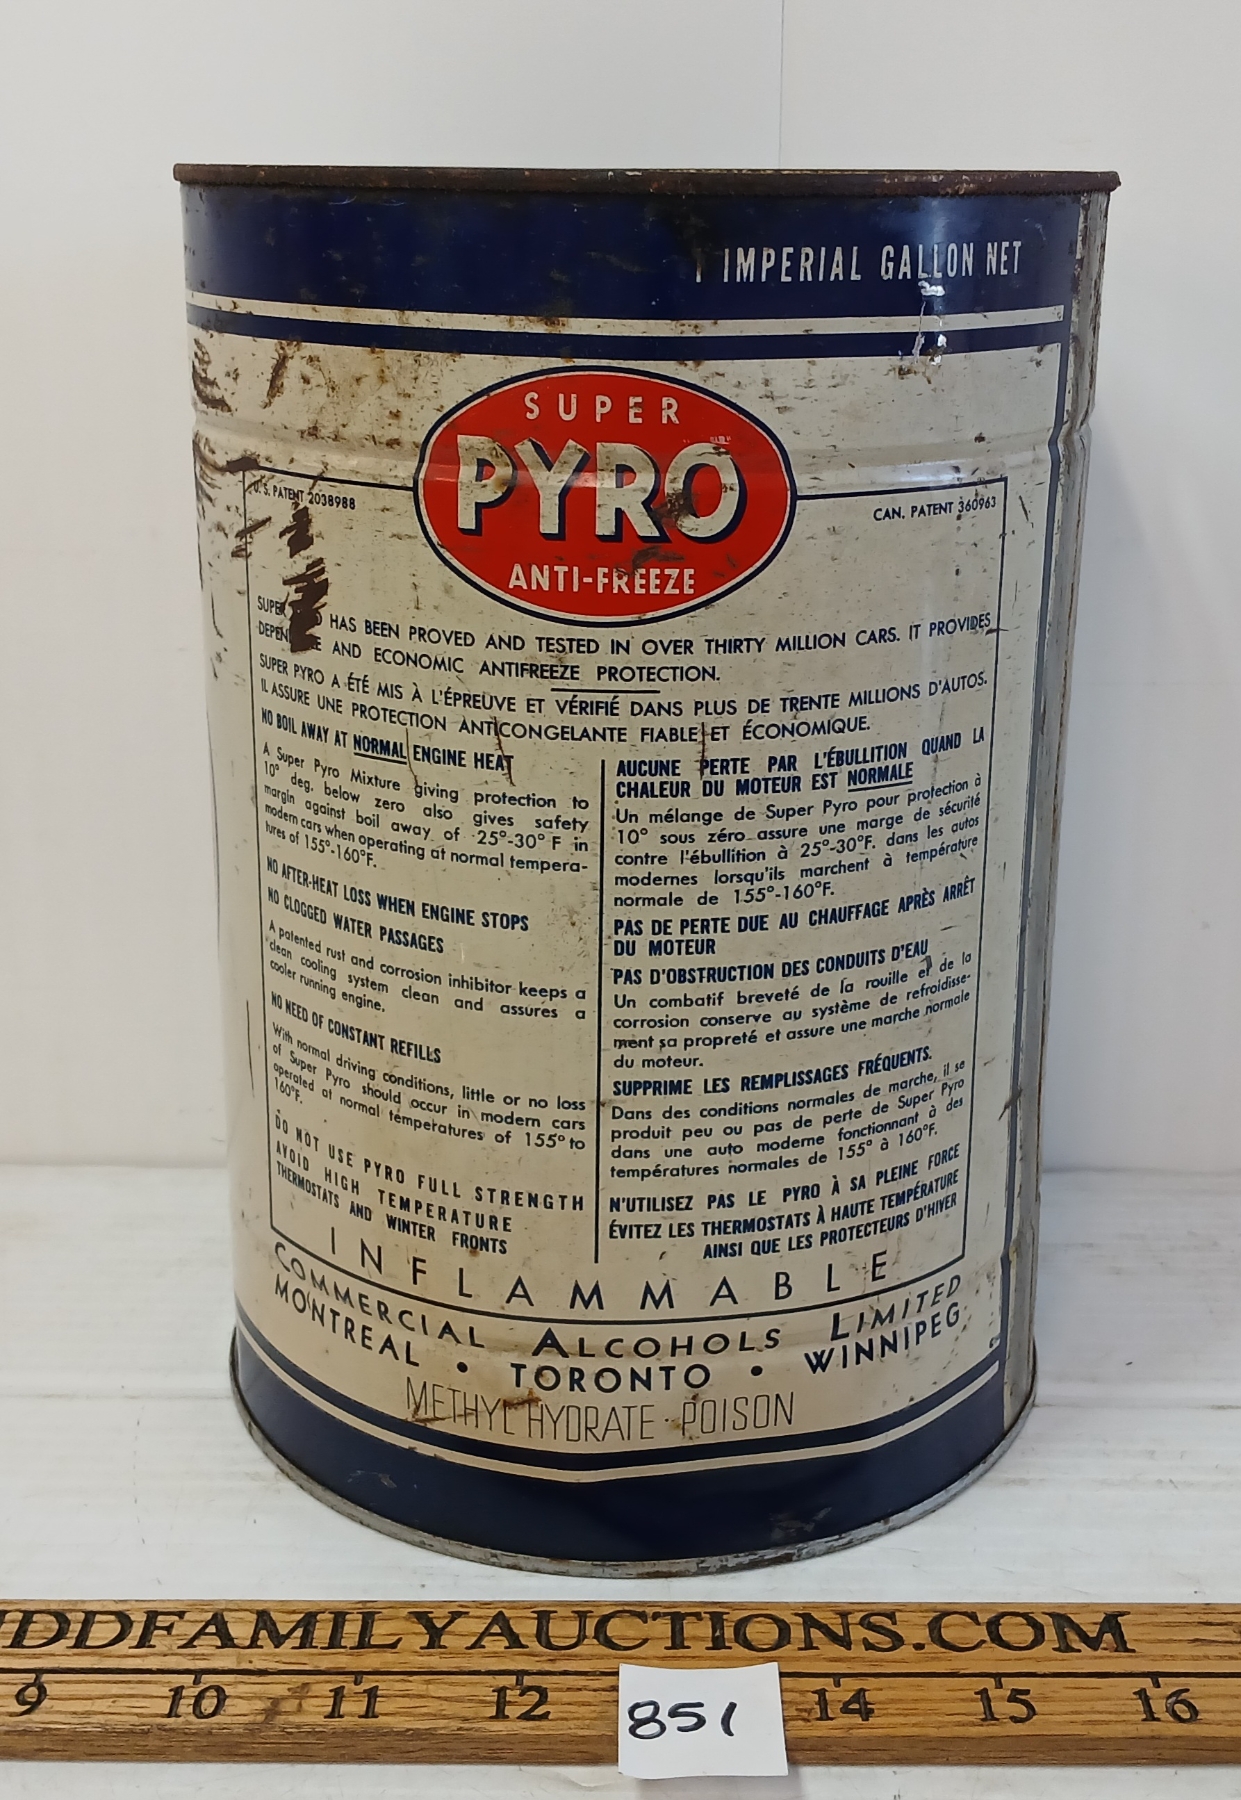 1 IMPERIAL GALLON NET
SUPER
PYRO
ANTI-FREEZE
U.S. PATENT 2038988
CAN. PATENT 360963
SUPER HAS BEEN PROVED AND TESTED IN OVER THIRTY MILLION CARS. IT PROVIDES
AND ECONOMIC ANTIFREEZE PROTECTION.
SUPER PYRO A ÉTÉ MIS À L'ÉPREUVE ET VÉRIFIÉ DANS PLUS DE TRENTE MILLIONS D'AUTOS.
IL ASSURE UNE PROTECTION ANTICONGELANTE FIABLE ET ÉCONOMIQUE.
NO BOIL AWAY AT NORMAL ENGINE HEAT
A Super Pyro Mixture giving protection to
10° deg. below zero also gives safety
margin against boil away of 25°-30° F in
modern cars when operating at normal tempera-
tures of 155°-160°F.
NO AFTER-HEAT LOSS WHEN ENGINE STOPS
NO CLOGGED WATER PASSAGES
A patented rust and corrosion inhibitor keeps a
clean cooling system clean and assures a
cooler running engine.
NO NEED OF CONSTANT REFILLS
With normal driving conditions, little or no loss
of Super Pyro should occur in modern cars
operated at normal temperatures of 155° to
160°F.
DO NOT USE PYRO FULL STRENGTH
AVOID HIGH TEMPERATURE
THERMOSTATS AND WINTER FRONTS
AUCUNE PERTE PAR L'ÉBULLITION QUAND LA
CHALEUR DU MOTEUR EST NORMALE
Un mélange de Super Pyro pour protection à
10° sous zéro assure une marge de sécurité
contre l'ébullition à 25°-30°F. dans les autos
modernes lorsqu'ils marchent à température
normale de 155°-160°F.
PAS DE PERTE DUE AU CHAUFFAGE APRÈS ARRÊT
DU MOTEUR
PAS D'OBSTRUCTION DES CONDUITS D'EAU
Un combatif breveté de la rouille et de la
corrosion conserve au système de refroidisse-
ment sa propreté et assure une marche normale
du moteur.
SUPPRIME LES REMPLISSAGES FRÉQUENTS.
Dans des conditions normales de marche, il se
produit peu ou pas de perte de Super Pyro
dans une auto moderne fonctionnant à des
températures normales de 155° à 160°F.
N'UTILISEZ PAS LE PYRO À SA PLEINE FORCE
ÉVITEZ LES THERMOSTATS À HAUTE TEMPÉRATURE
AINSI QUE LES PROTECTEURS D'HIVER
INFLAMMABLE
COMMERCIAL ALCOHOLS LIMITED
MONTREAL • TORONTO • WINNIPEG
METHYL HYDRATE - POISON
UDDFAMILYAUCTIONS.COM
9 10 11 12 14 15 16
851